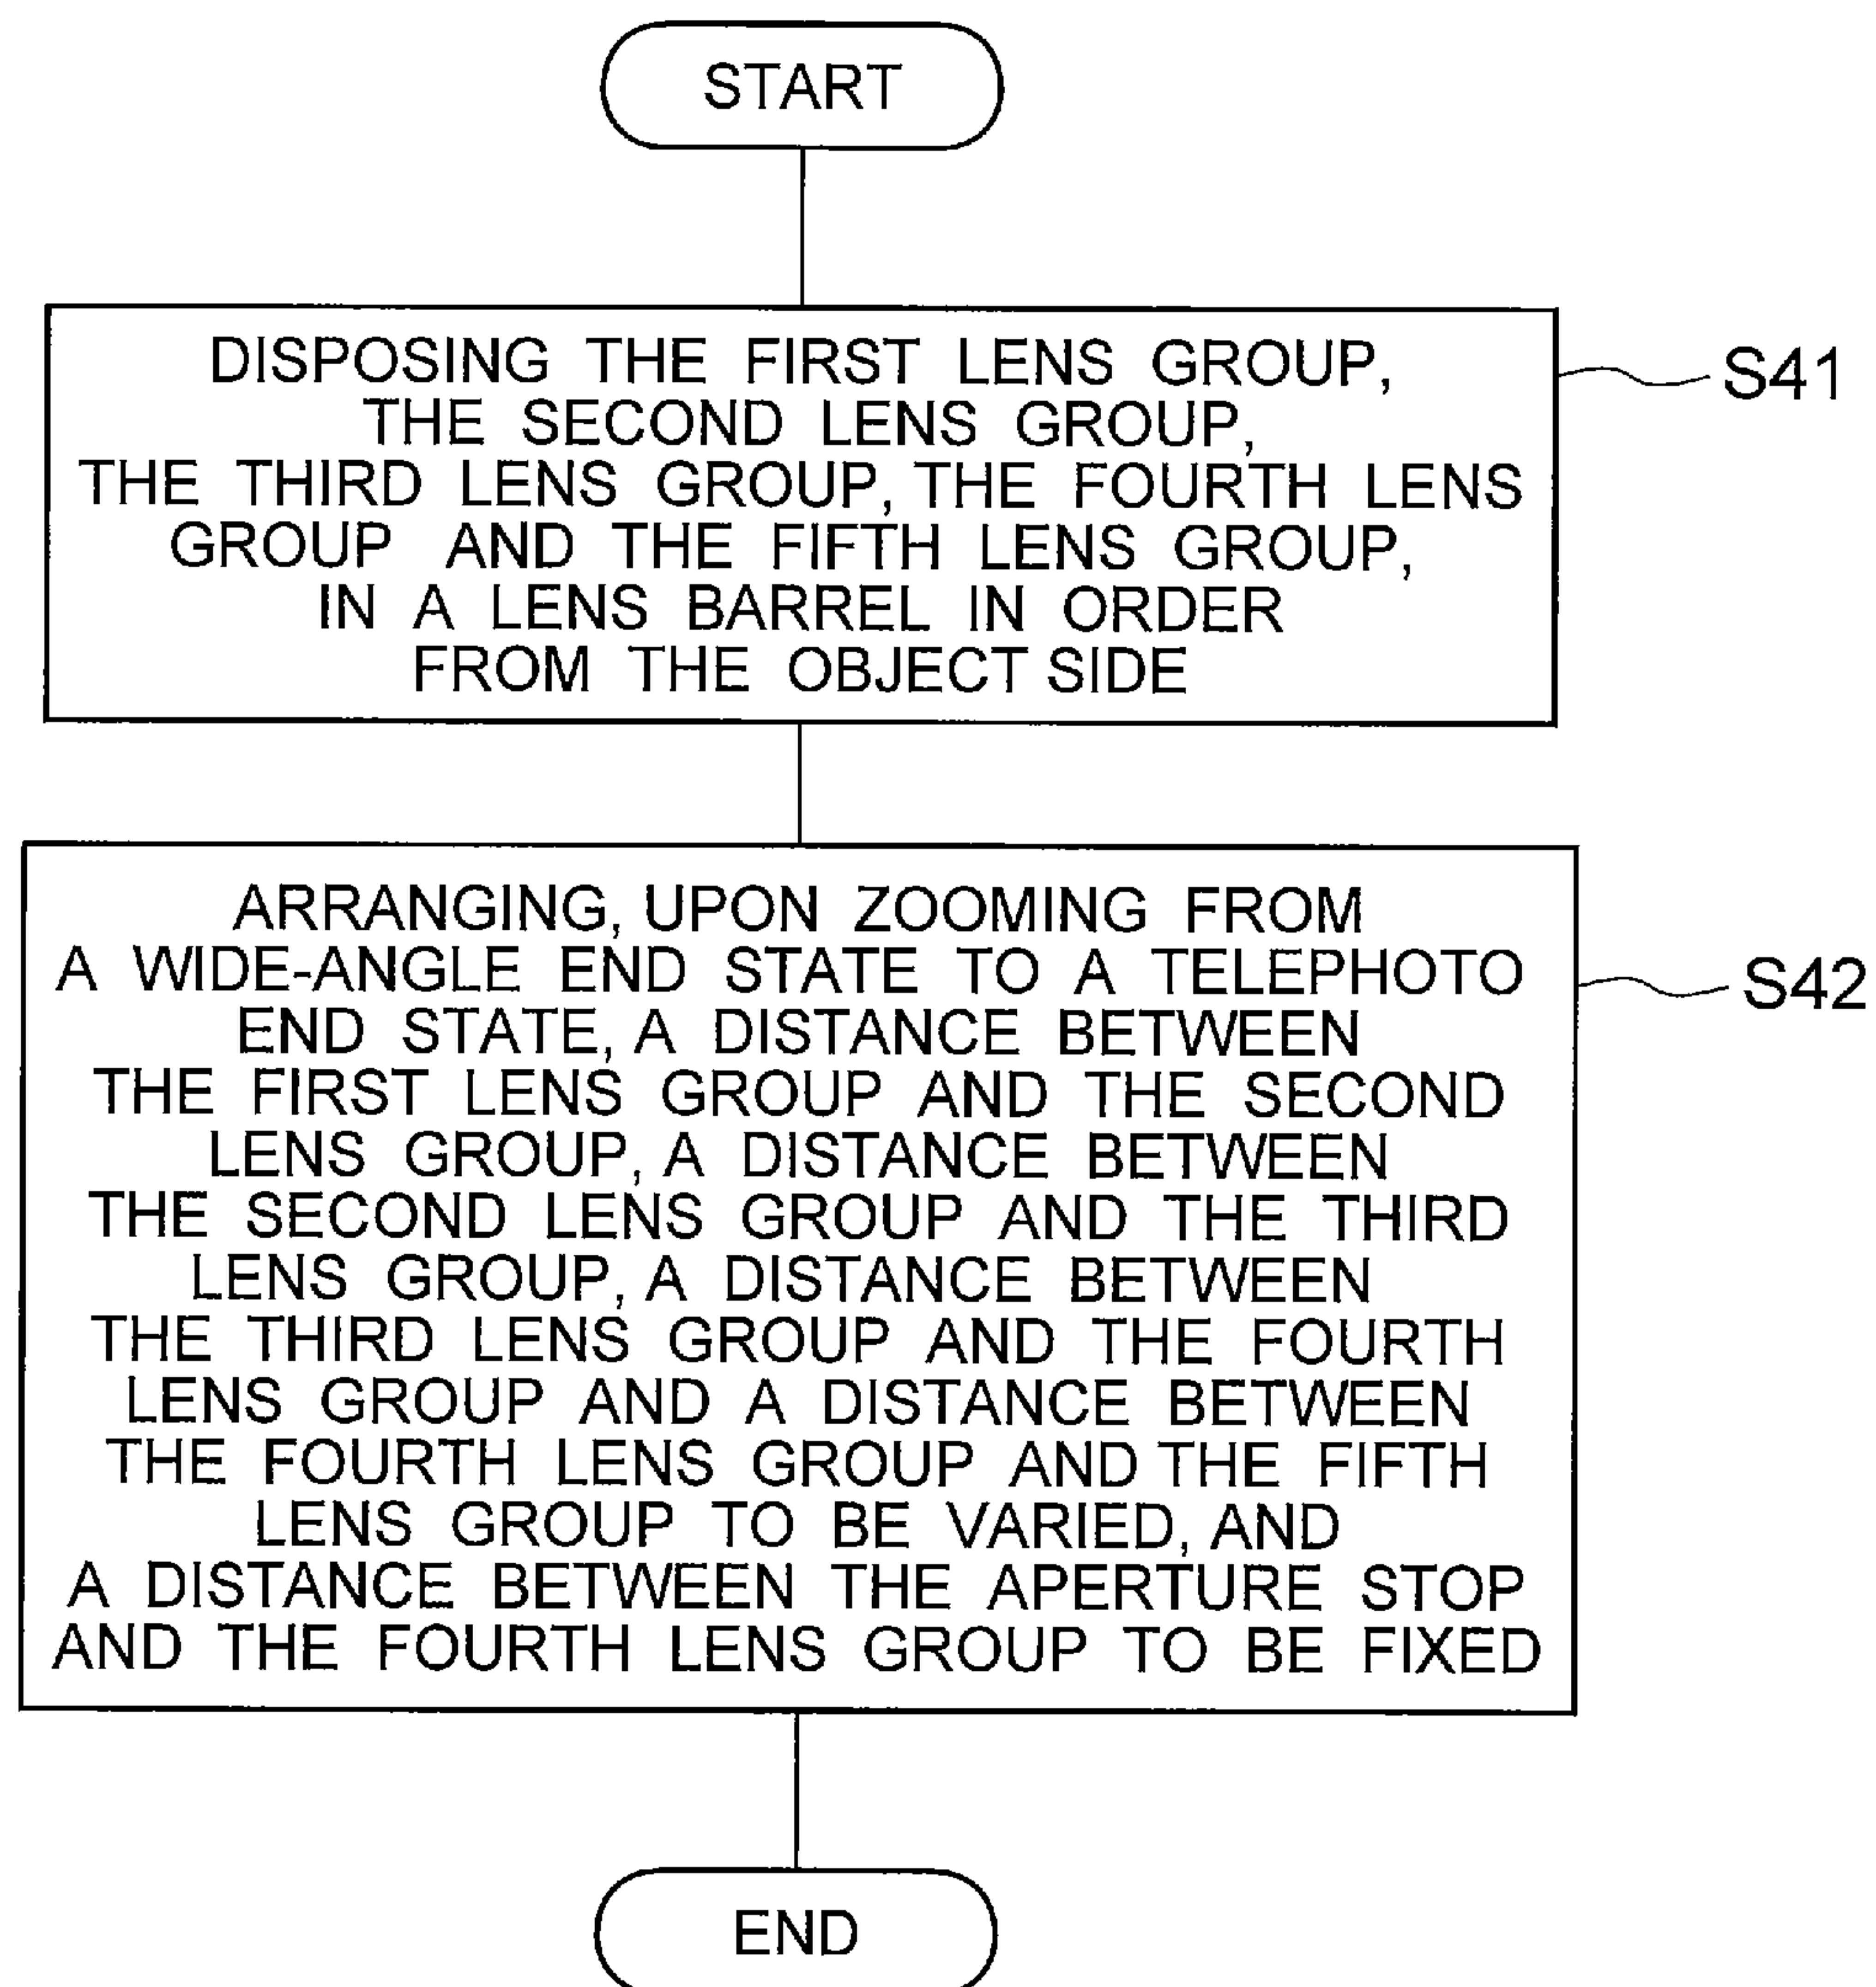 START
DISPOSING THE FIRST LENS GROUP,
THE SECOND LENS GROUP,
THE THIRD LENS GROUP, THE FOURTH LENS
GROUP AND THE FIFTH LENS GROUP,
IN A LENS BARREL IN ORDER
FROM THE OBJECT SIDE
S41
ARRANGING, UPON ZOOMING FROM
A WIDE-ANGLE END STATE TO A TELEPHOTO
END STATE, A DISTANCE BETWEEN
THE FIRST LENS GROUP AND THE SECOND
LENS GROUP, A DISTANCE BETWEEN
THE SECOND LENS GROUP AND THE THIRD
LENS GROUP, A DISTANCE BETWEEN
THE THIRD LENS GROUP AND THE FOURTH
LENS GROUP AND A DISTANCE BETWEEN
THE FOURTH LENS GROUP AND THE FIFTH
LENS GROUP TO BE VARIED, AND
A DISTANCE BETWEEN THE APERTURE STOP
AND THE FOURTH LENS GROUP TO BE FIXED
S42
END